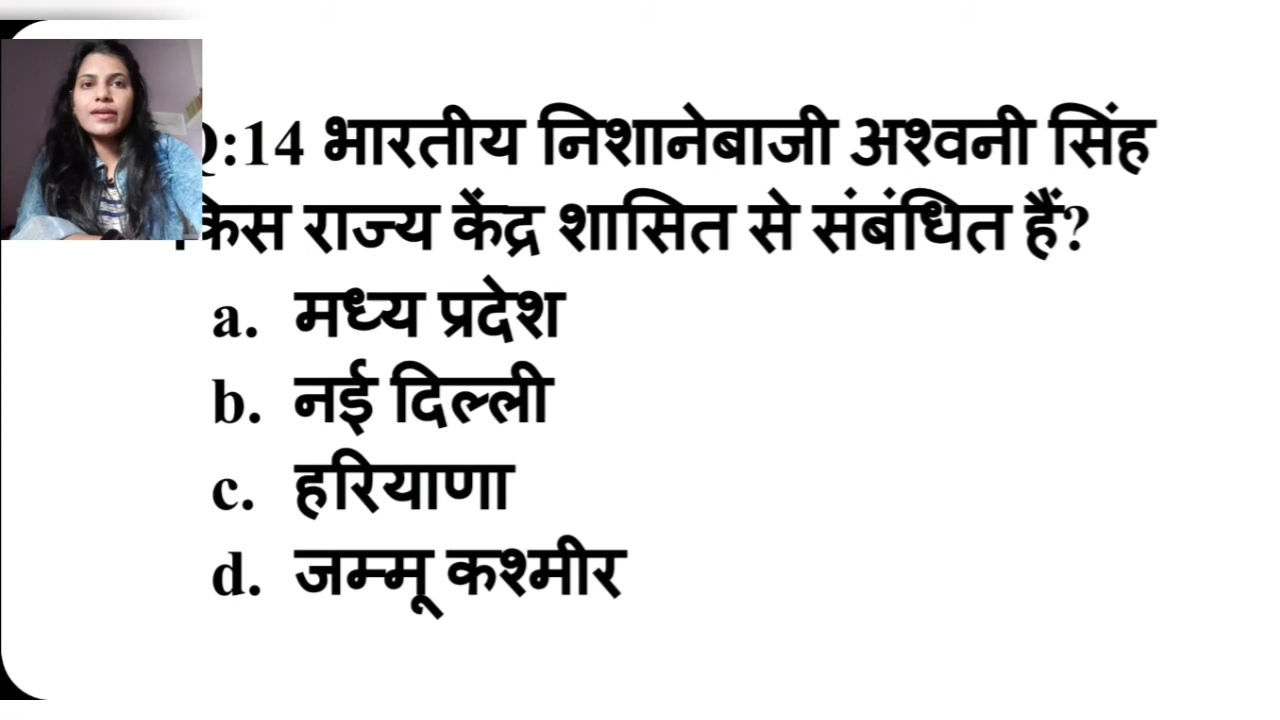 :14 भारतीय निशानेबाजी अश्वनी सिंह
किस राज्य केंद्र शासित से संबंधित हैं?
a. मध्य प्रदेश
b. नई दिल्ली
c. हरियाणा
d. जम्मू कश्मीर